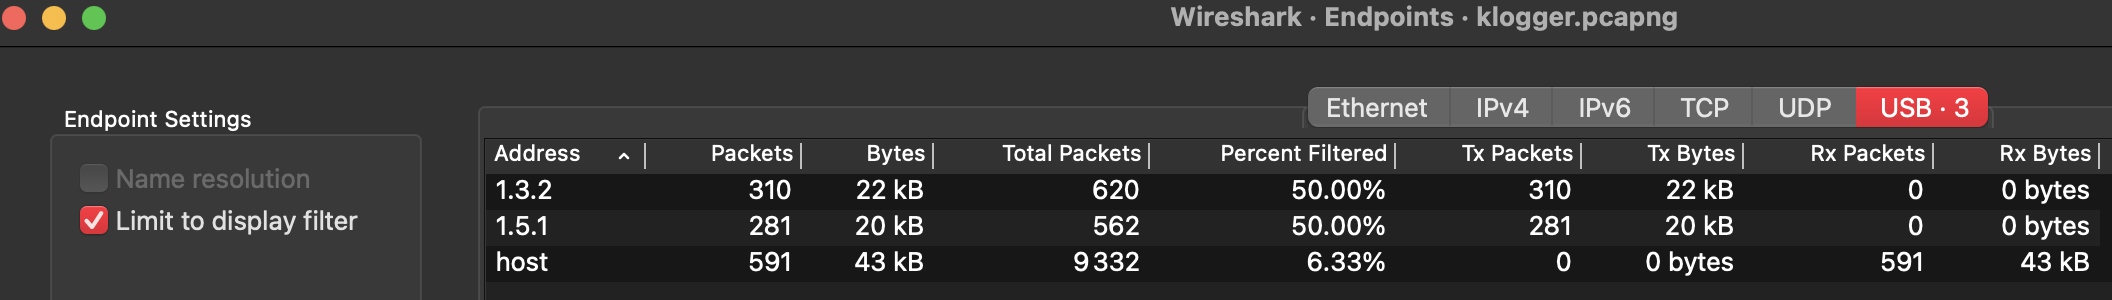 Wireshark · Endpoints · klogger.pcapng
Endpoint Settings
Name resolution
Limit to display filter
Ethernet IPv4 IPv6 TCP UDP USB · 3
Address Packets Bytes Total Packets Percent Filtered Tx Packets Tx Bytes Rx Packets Rx Bytes
1.3.2 310 22 kB 620 50.00% 310 22 kB 0 0 bytes
1.5.1 281 20 kB 562 50.00% 281 20 kB 0 0 bytes
host 591 43 kB 9 332 6.33% 0 0 bytes 591 43 kB